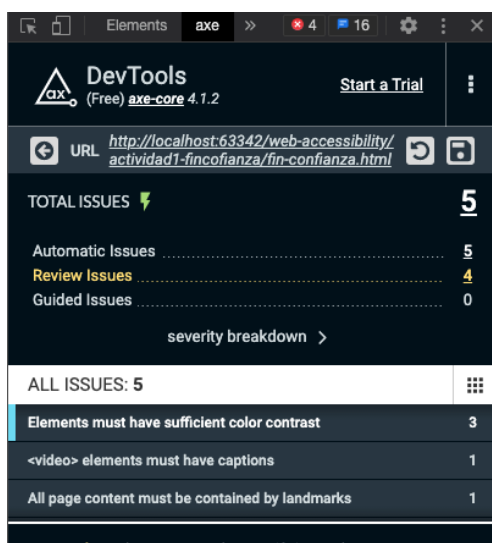 Elements axe » 4 16
ax DevTools
(Free) axe-core 4.1.2 Start a Trial
URL http://localhost:63342/web-accessibility/
actividad1-fincofianza/fin-confianza.html
TOTAL ISSUES 5
Automatic Issues 5
Review Issues 4
Guided Issues 0
severity breakdown >
ALL ISSUES: 5
Elements must have sufficient color contrast 3
<video> elements must have captions 1
All page content must be contained by landmarks 1